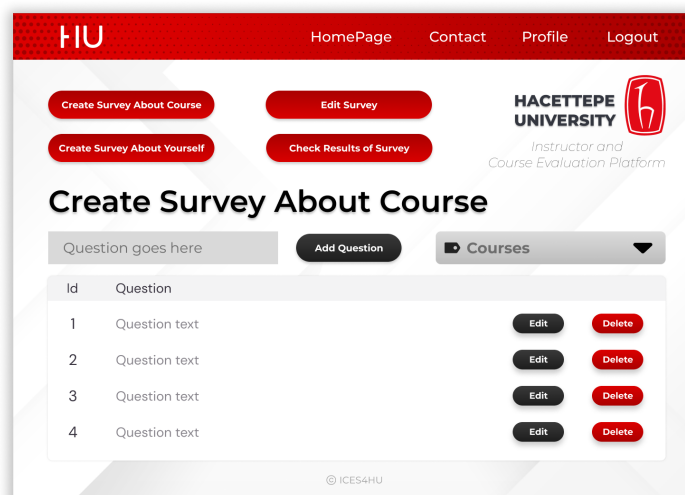 HU HomePage Contact Profile Logout
Create Survey About Course Edit Survey
Create Survey About Yourself Check Results of Survey
HACETTEPE
UNIVERSITY
Instructor and
Course Evaluation Platform
Create Survey About Course
Question goes here Add Question Courses
Id Question
1 Question text Edit Delete
2 Question text Edit Delete
3 Question text Edit Delete
4 Question text Edit Delete
© ICES4HU